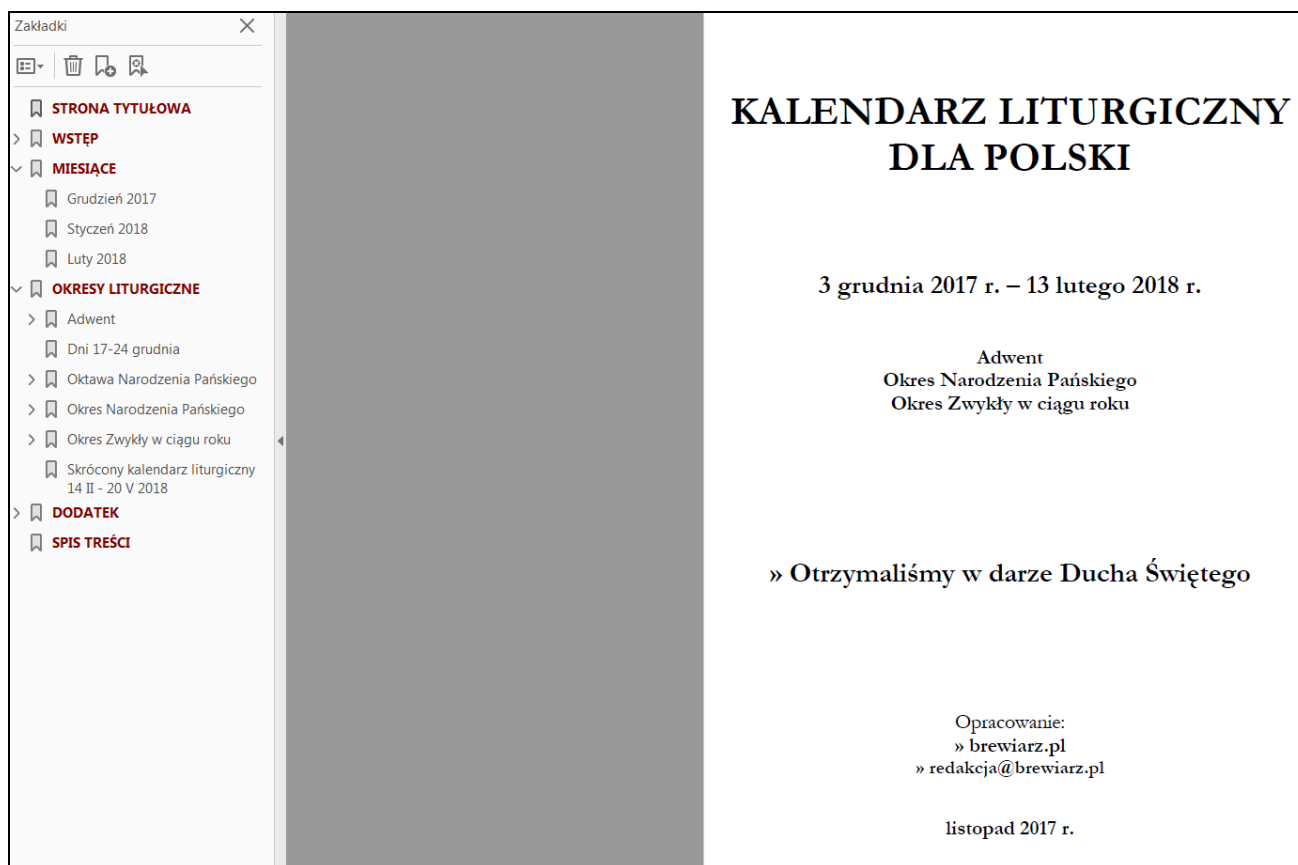 Zakładki
STRONA TYTUŁOWA
WSTĘP
MIESIĄCE
Grudzień 2017
Styczeń 2018
Luty 2018
OKRESY LITURGICZNE
Adwent
Dni 17-24 grudnia
Oktawa Narodzenia Pańskiego
Okres Narodzenia Pańskiego
Okres Zwykły w ciągu roku
Skrócony kalendarz liturgiczny
14 II - 20 V 2018
DODATEK
SPIS TREŚCI
KALENDARZ LITURGICZNY
DLA POLSKI
3 grudnia 2017 r. – 13 lutego 2018 r.
Adwent
Okres Narodzenia Pańskiego
Okres Zwykły w ciągu roku
» Otrzymaliśmy w darze Ducha Świętego
Opracowanie:
» brewiarz.pl
» redakcja@brewiarz.pl
listopad 2017 r.